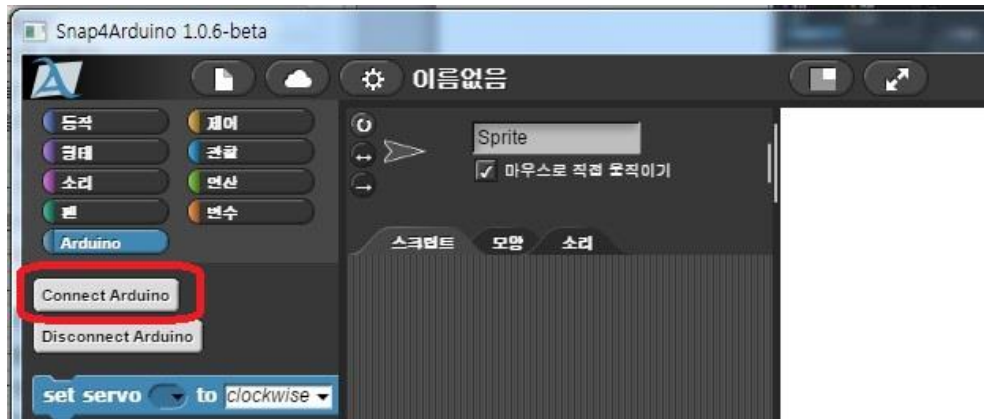 Snap4Arduino 1.0.6-beta
이름없음
동작 제어
형태 관찰
소리 연산
펜 변수
Arduino
Sprite
마우스로 직접 움직이기
스크립트 모양 소리
Connect Arduino
Disconnect Arduino
set servo to clockwise